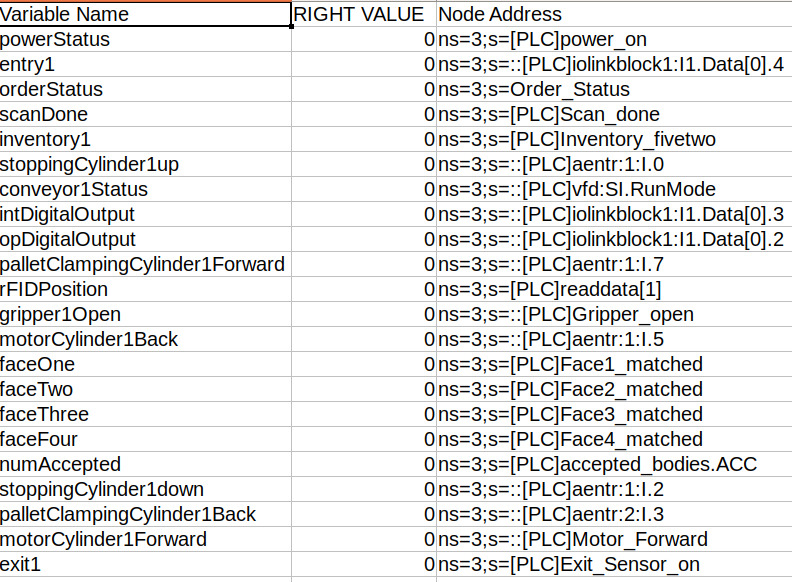 Variable Name RIGHT VALUE Node Address
powerStatus 0 ns=3;s=[PLC]power_on
entry1 0 ns=3;s=::[PLC]iolinkblock1:I1.Data[0].4
orderStatus 0 ns=3;s=Order_Status
scanDone 0 ns=3;s=[PLC]Scan_done
inventory1 0 ns=3;s=[PLC]Inventory_fivetwo
stoppingCylinder1up 0 ns=3;s=::[PLC]aentr:1:I.0
conveyor1Status 0 ns=3;s=::[PLC]vfd:SI.RunMode
intDigitalOutput 0 ns=3;s=::[PLC]iolinkblock1:I1.Data[0].3
opDigitalOutput 0 ns=3;s=::[PLC]iolinkblock1:I1.Data[0].2
palletClampingCylinder1Forward 0 ns=3;s=::[PLC]aentr:1:I.7
rFIDPosition 0 ns=3;s=[PLC]readdata[1]
gripper1Open 0 ns=3;s=::[PLC]Gripper_open
motorCylinder1Back 0 ns=3;s=::[PLC]aentr:1:I.5
faceOne 0 ns=3;s=[PLC]Face1_matched
faceTwo 0 ns=3;s=[PLC]Face2_matched
faceThree 0 ns=3;s=[PLC]Face3_matched
faceFour 0 ns=3;s=[PLC]Face4_matched
numAccepted 0 ns=3;s=[PLC]accepted_bodies.ACC
stoppingCylinder1down 0 ns=3;s=::[PLC]aentr:1:I.2
palletClampingCylinder1Back 0 ns=3;s=::[PLC]aentr:2:I.3
motorCylinder1Forward 0 ns=3;s=::[PLC]Motor_Forward
exit1 0 ns=3;s=[PLC]Exit_Sensor_on